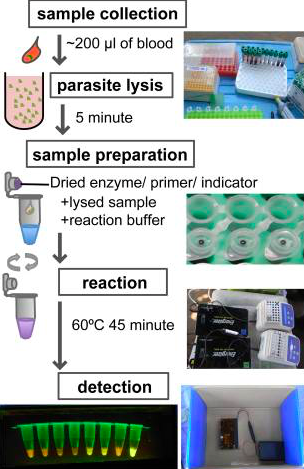 sample collection
~200 µl of blood
parasite lysis
5 minute
sample preparation
Dried enzyme/ primer/ indicator
+lysed sample
+reaction buffer
reaction
60ºC 45 minute
detection